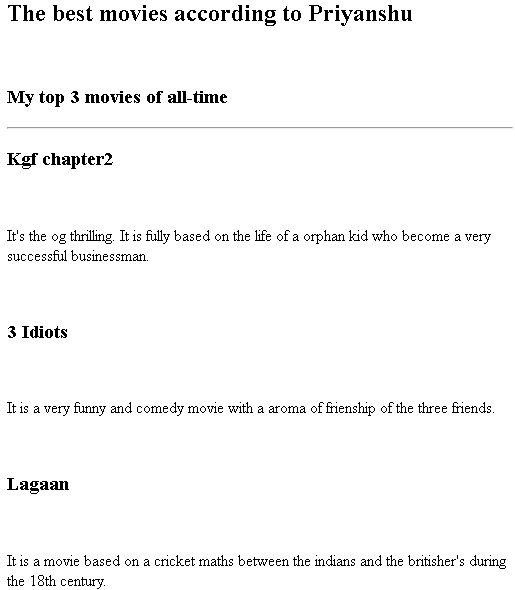 The best movies according to Priyanshu
My top 3 movies of all-time
Kgf chapter2
It's the og thrilling. It is fully based on the life of a orphan kid who become a very
successful businessman.
3 Idiots
It is a very funny and comedy movie with a aroma of frienship of the three friends.
Lagaan
It is a movie based on a cricket maths between the indians and the britisher's during
the 18th century.